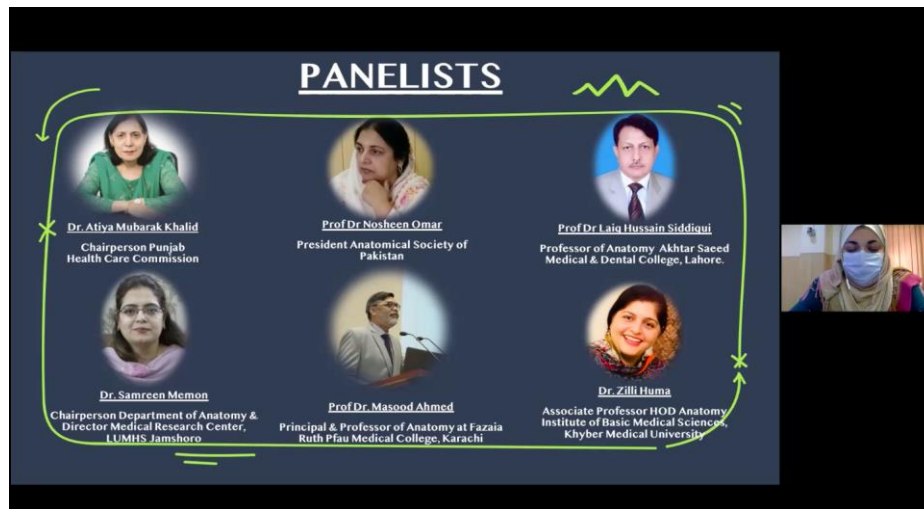 PANELISTS
Dr. Atiya Mubarak Khalid
Chairperson Punjab
Health Care Commission
Prof Dr Nosheen Omar
President Anatomical Society of
Pakistan
Prof Dr Laiq Hussain Siddiqui
Professor of Anatomy Akhtar Saeed
Medical & Dental College, Lahore.
Dr. Samreen Memon
Chairperson Department of Anatomy &
Director Medical Research Center,
LUMHS Jamshoro
Prof Dr. Masood Ahmed
Principal & Professor of Anatomy at Fazaia
Ruth Pfau Medical College, Karachi
Dr. Zilli Huma
Associate Professor HOD Anatomy
Institute of Basic Medical Sciences,
Khyber Medical University